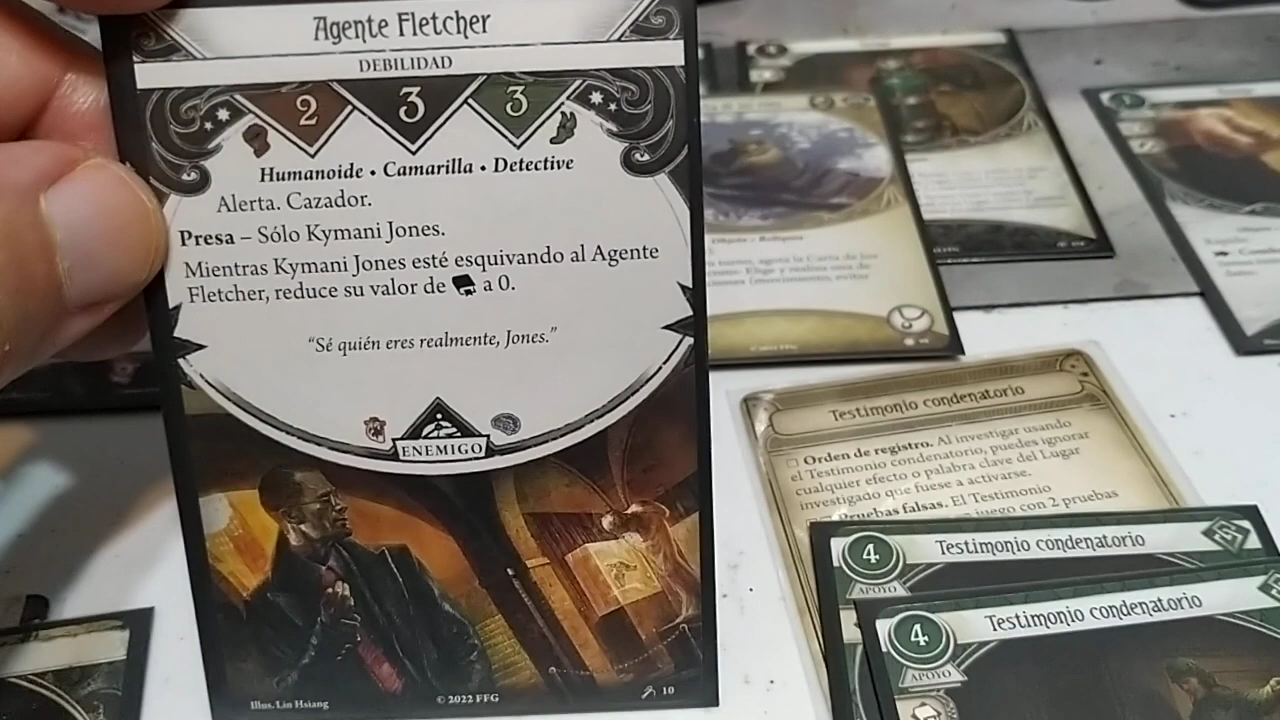 Agente Fletcher
DEBILIDAD
2 3 3
Humanoide • Camarilla • Detective
Alerta. Cazador.
Presa – Sólo Kymani Jones.
Mientras Kymani Jones esté esquivando al Agente
Fletcher, reduce su valor de a 0.
“Sé quién eres realmente, Jones.”
ENEMIGO
Illus. Lin Hsiang
© 2022 FFG
10
Testimonio condenatorio
Orden de registro. Al investigar usando
el Testimonio condenatorio, puedes ignorar
cualquier efecto o palabra clave del Lugar
investigado que fuese a activarse.
Pruebas falsas. El Testimonio
juego con 2 pruebas
4
Testimonio condenatorio
APOYO
4
Testimonio condenatorio
APOYO